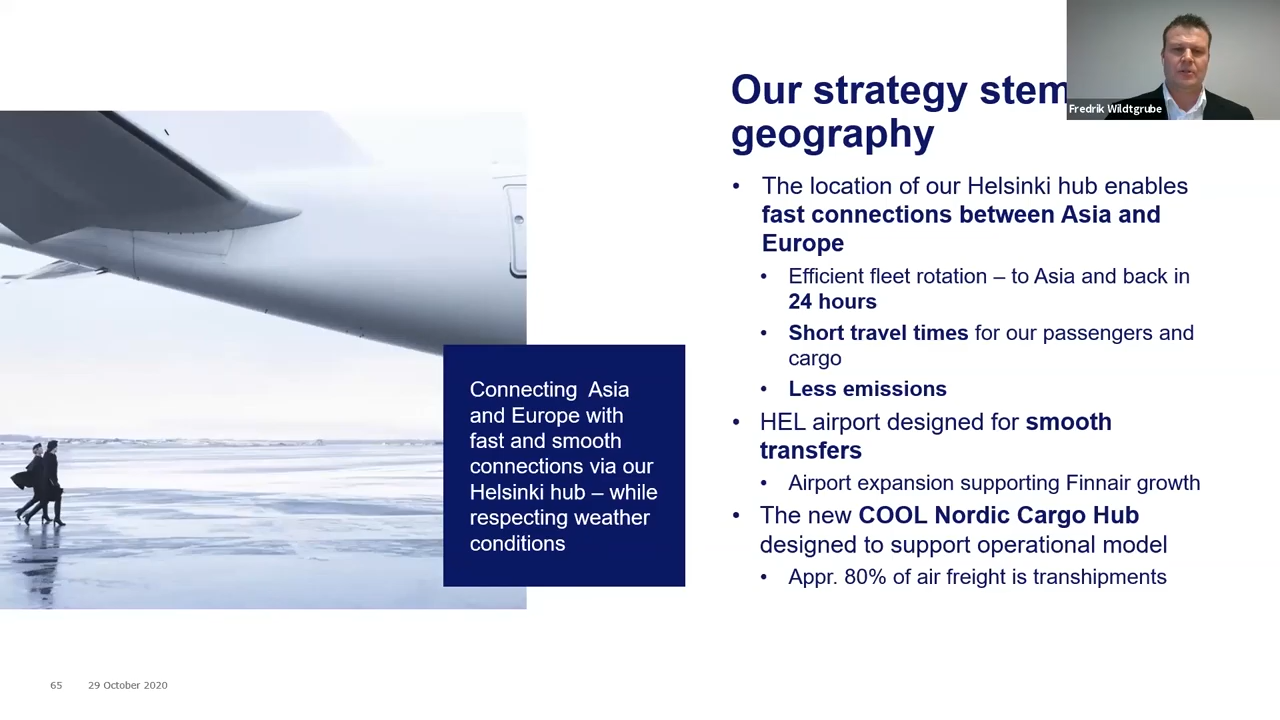 Fredrik Wildtgrube
Our strategy stem
geography
• The location of our Helsinki hub enables
fast connections between Asia and
Europe
• Efficient fleet rotation – to Asia and back in
24 hours
• Short travel times for our passengers and
cargo
• Less emissions
• HEL airport designed for smooth
transfers
• Airport expansion supporting Finnair growth
• The new COOL Nordic Cargo Hub
designed to support operational model
• Appr. 80% of air freight is transhipments
Connecting Asia
and Europe with
fast and smooth
connections via our
Helsinki hub – while
respecting weather
conditions
65 29 October 2020